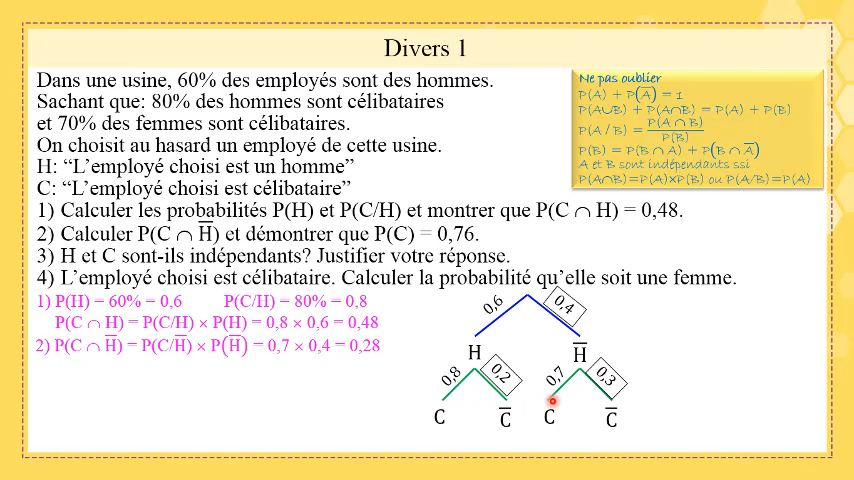 Divers 1
Dans une usine, 60% des employés sont des hommes.
Sachant que: 80% des hommes sont célibataires
et 70% des femmes sont célibataires.
On choisit au hasard un employé de cette usine.
H: “L’employé choisi est un homme”
C: “L’employé choisi est célibataire”
1) Calculer les probabilités P(H) et P(C/H) et montrer que P(C ∩ H) = 0,48.
2) Calculer P(C ∩ H̅) et démontrer que P(C) = 0,76.
3) H et C sont-ils indépendants? Justifier votre réponse.
4) L’employé choisi est célibataire. Calculer la probabilité qu’elle soit une femme.
Ne pas oublier
P(A) + P(A̅) = 1
P(A∪B) + P(A∩B) = P(A) + P(B)
P(A / B) = P(A ∩ B) / P(B)
P(B) = P(B ∩ A) + P(B ∩ A̅)
A et B sont indépendants ssi
P(A∩B)=P(A)×P(B) ou P(A/B)=P(A)
1) P(H) = 60% = 0,6 P(C/H) = 80% = 0,8
P(C ∩ H) = P(C/H) × P(H) = 0,8 × 0,6 = 0,48
2) P(C ∩ H̅) = P(C/H̅) × P(H̅) = 0,7 × 0,4 = 0,28
0,6 0,4
H H̅
0,8 0,2 0,7 0,3
C C̅ C C̅